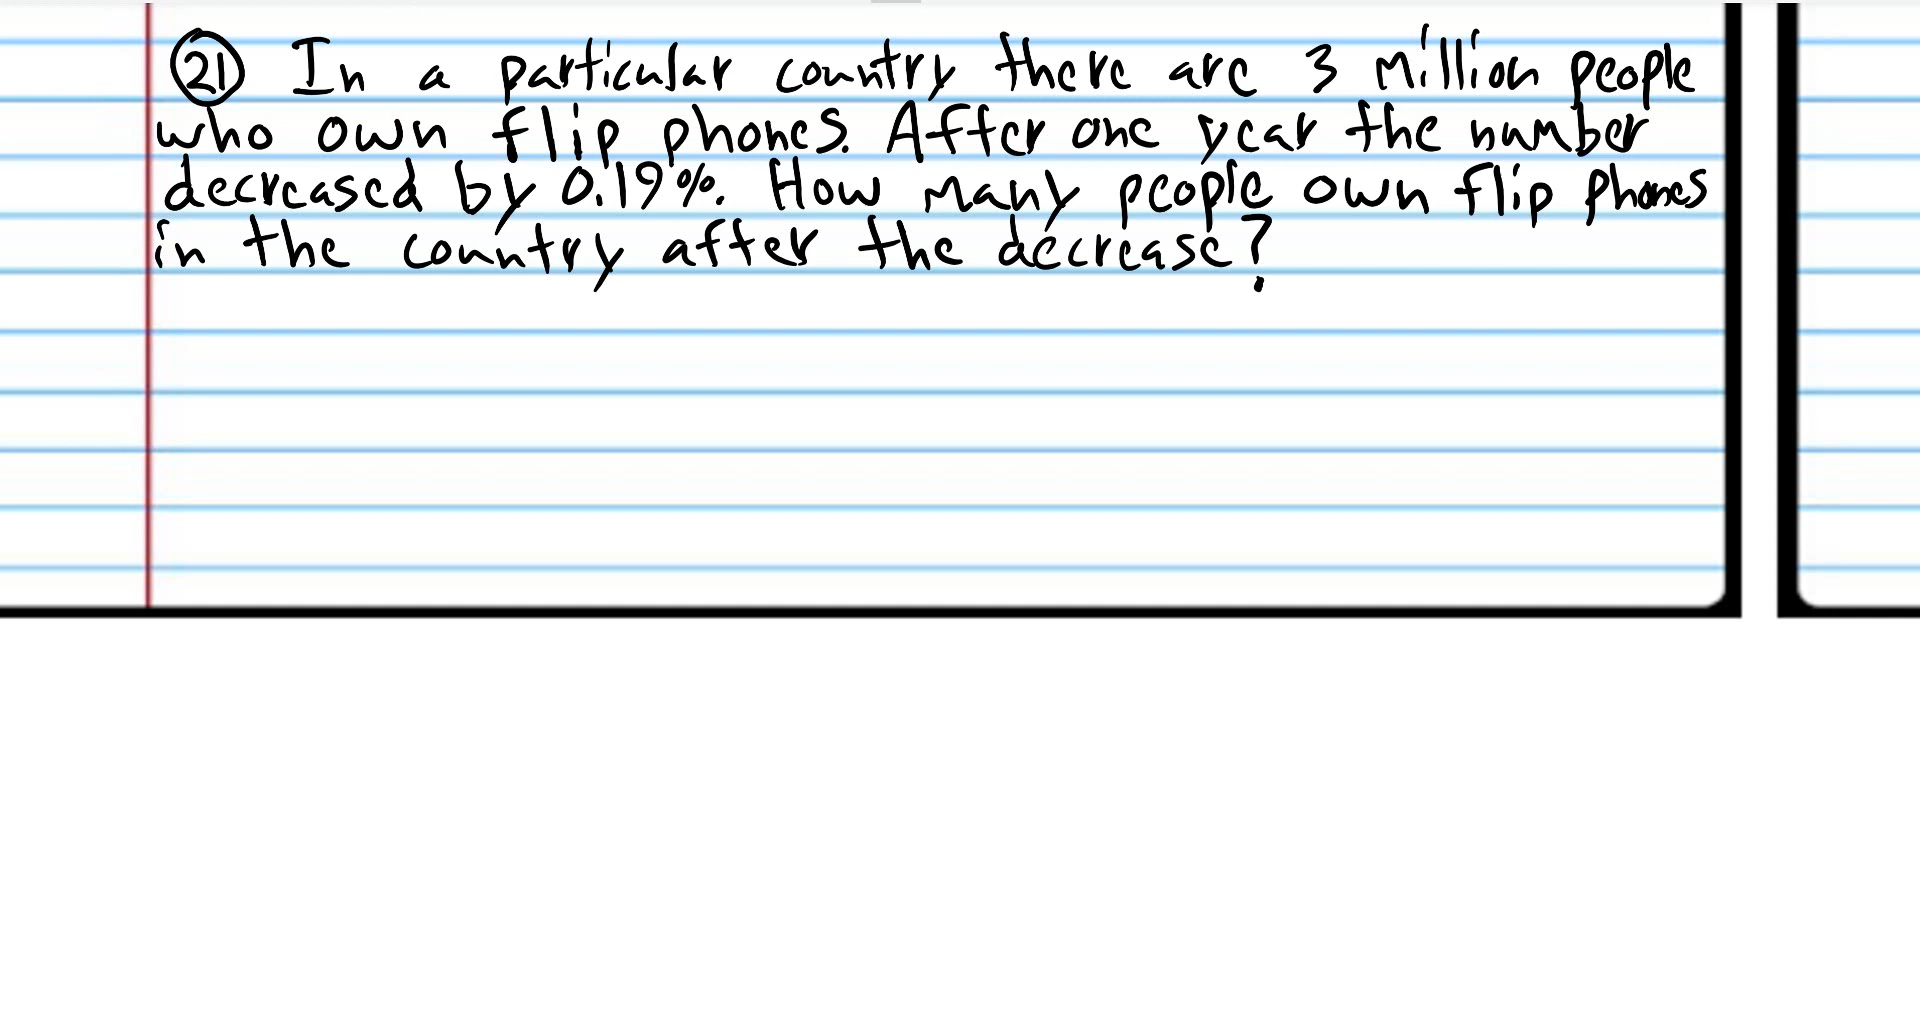 21 In a particular country there are 3 million people
who own flip phones. After one year the number
decreased by 0.19%. How many people own flip phones
in the country after the decrease?